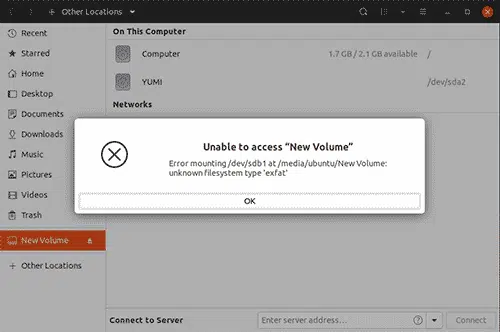 Other Locations
Recent
Starred
Home
Desktop
Documents
Downloads
Music
Pictures
Videos
Trash
New Volume
+ Other Locations
On This Computer
Computer 1.7 GB / 2.1 GB available /
YUMI /dev/sda2
Networks
Unable to access “New Volume”
Error mounting /dev/sdb1 at /media/ubuntu/New Volume:
unknown filesystem type 'exfat'
OK
Connect to Server Enter server address… Connect